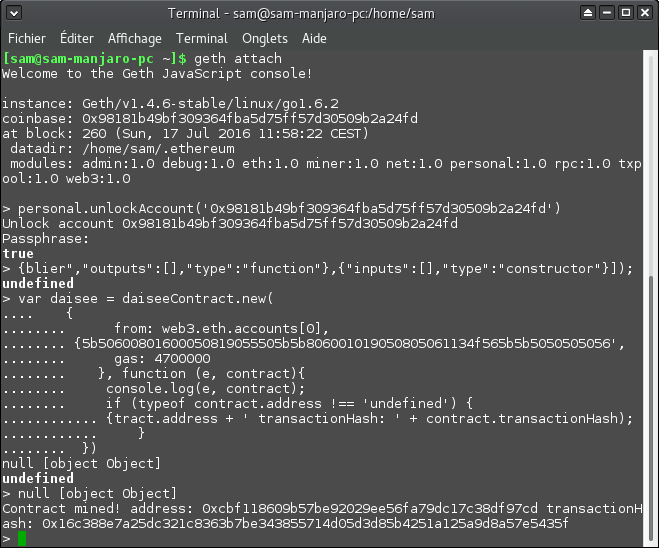 Terminal - sam@sam-manjaro-pc:/home/sam
Fichier Éditer Affichage Terminal Onglets Aide
[sam@sam-manjaro-pc ~]$ geth attach
Welcome to the Geth JavaScript console!

instance: Geth/v1.4.6-stable/linux/go1.6.2
coinbase: 0x98181b49bf309364fba5d75ff57d30509b2a24fd
at block: 260 (Sun, 17 Jul 2016 11:58:22 CEST)
 datadir: /home/sam/.ethereum
 modules: admin:1.0 debug:1.0 eth:1.0 miner:1.0 net:1.0 personal:1.0 rpc:1.0 txp
ool:1.0 web3:1.0

> personal.unlockAccount('0x98181b49bf309364fba5d75ff57d30509b2a24fd')
Unlock account 0x98181b49bf309364fba5d75ff57d30509b2a24fd
Passphrase:
true
> {blier","outputs":[],"type":"function"},{"inputs":[],"type":"constructor"}]);
undefined
> var daisee = daiseeContract.new(
....    {
........      from: web3.eth.accounts[0],
........ {5b50600801600050819055505b5b806001019050805061134f565b5b5050505056',
........      gas: 4700000
........    }, function (e, contract){
........     console.log(e, contract);
........     if (typeof contract.address !== 'undefined') {
............ {tract.address + ' transactionHash: ' + contract.transactionHash);
............     }
........  })
null [object Object]
undefined
> null [object Object]
Contract mined! address: 0xcbf118609b57be92029ee56fa79dc17c38df97cd transactionH
ash: 0x16c388e7a25dc321c8363b7be343855714d05d3d85b4251a125a9d8a57e5435f
>